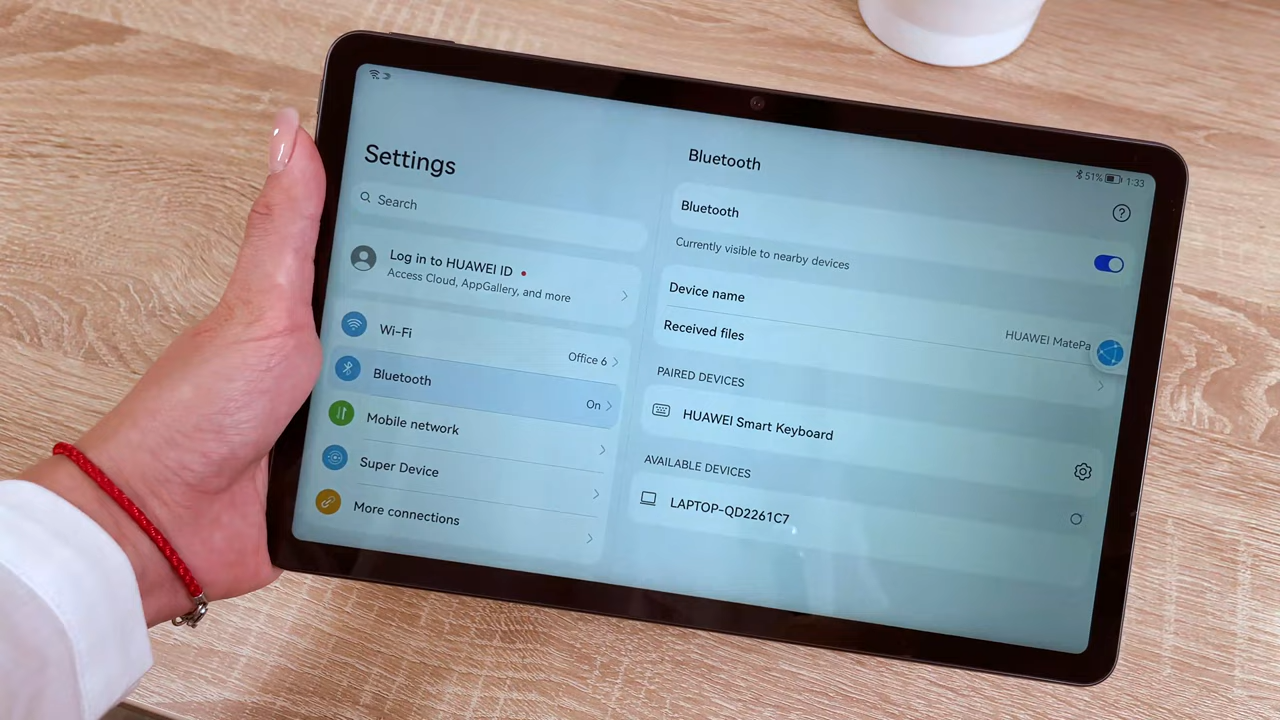 51% 1:33
Settings
Search
Log in to HUAWEI ID
Access Cloud, AppGallery, and more
Wi-Fi
Office 6
Bluetooth
On
Mobile network
Super Device
More connections
Bluetooth
Bluetooth
Currently visible to nearby devices
Device name
HUAWEI MatePa
Received files
PAIRED DEVICES
HUAWEI Smart Keyboard
AVAILABLE DEVICES
LAPTOP-QD2261C7